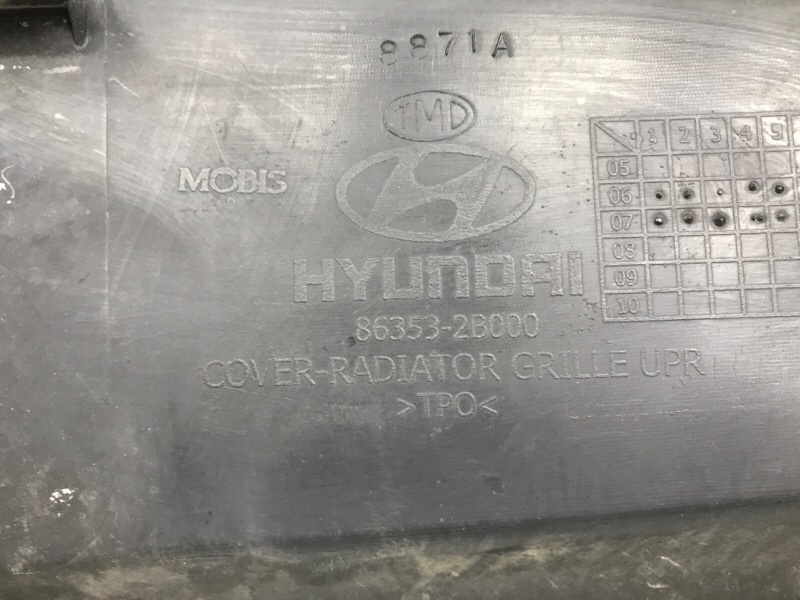 8871A
TMD
MOBIS
HYUNDAI
86353-2B000
COVER-RADIATOR GRILLE UPR
>TPO<
1 2 3 4 5
05
06
07
08
09
10